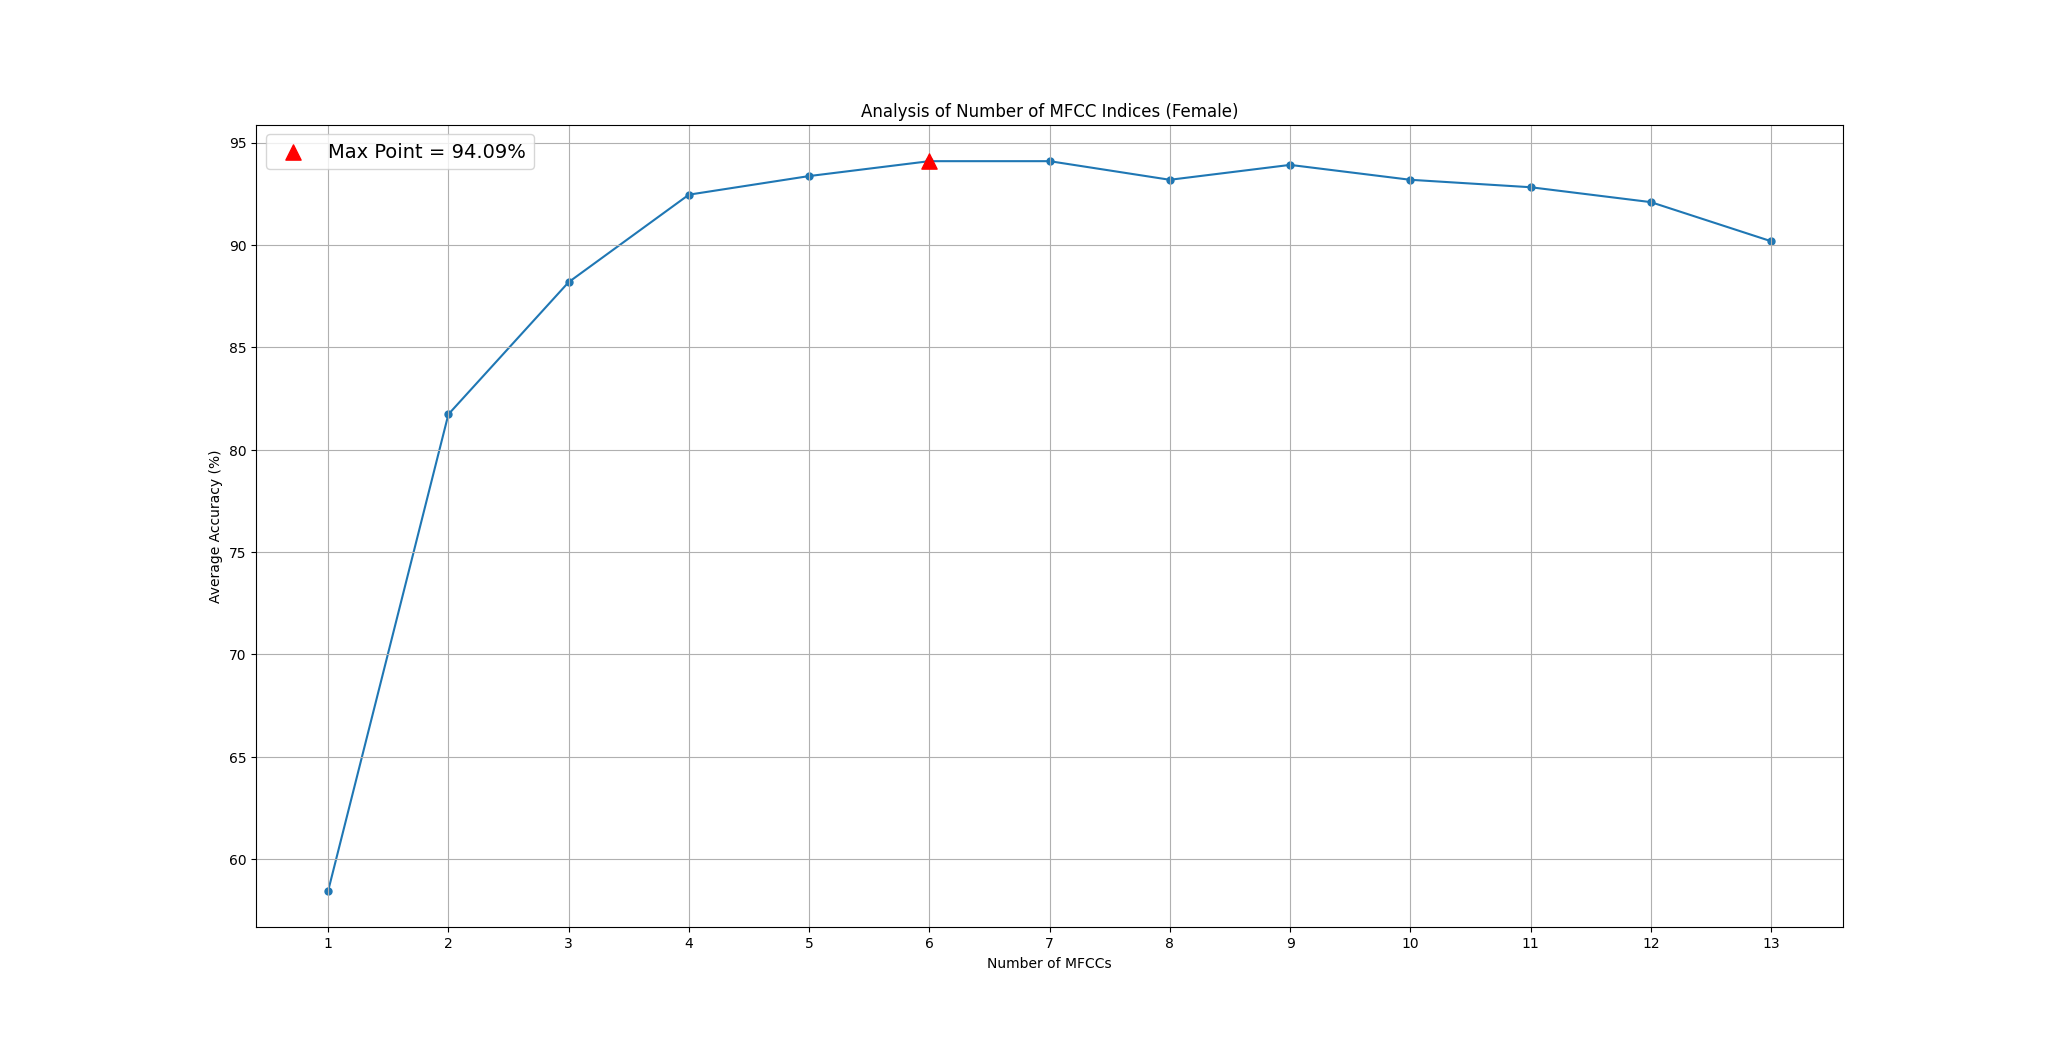 Analysis of Number of MFCC Indices (Female)
Max Point = 94.09%
Average Accuracy (%)
95
90
85
80
75
70
65
60
1 2 3 4 5 6 7 8 9 10 11 12 13
Number of MFCCs